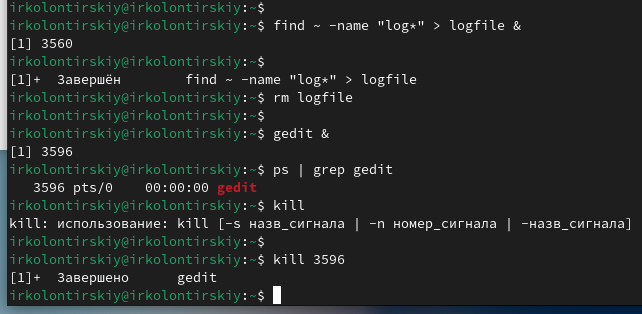 irkolontirskiy@irkolontirskiy:~$
irkolontirskiy@irkolontirskiy:~$ find ~ -name "log*" > logfile &
[1] 3560
irkolontirskiy@irkolontirskiy:~$
[1]+  Завершён        find ~ -name "log*" > logfile
irkolontirskiy@irkolontirskiy:~$ rm logfile
irkolontirskiy@irkolontirskiy:~$
irkolontirskiy@irkolontirskiy:~$ gedit &
[1] 3596
irkolontirskiy@irkolontirskiy:~$ ps | grep gedit
   3596 pts/0    00:00:00 gedit
irkolontirskiy@irkolontirskiy:~$ kill
kill: использование: kill [-s назв_сигнала | -n номер_сигнала | -назв_сигнала]
irkolontirskiy@irkolontirskiy:~$
irkolontirskiy@irkolontirskiy:~$ kill 3596
[1]+  Завершено      gedit
irkolontirskiy@irkolontirskiy:~$